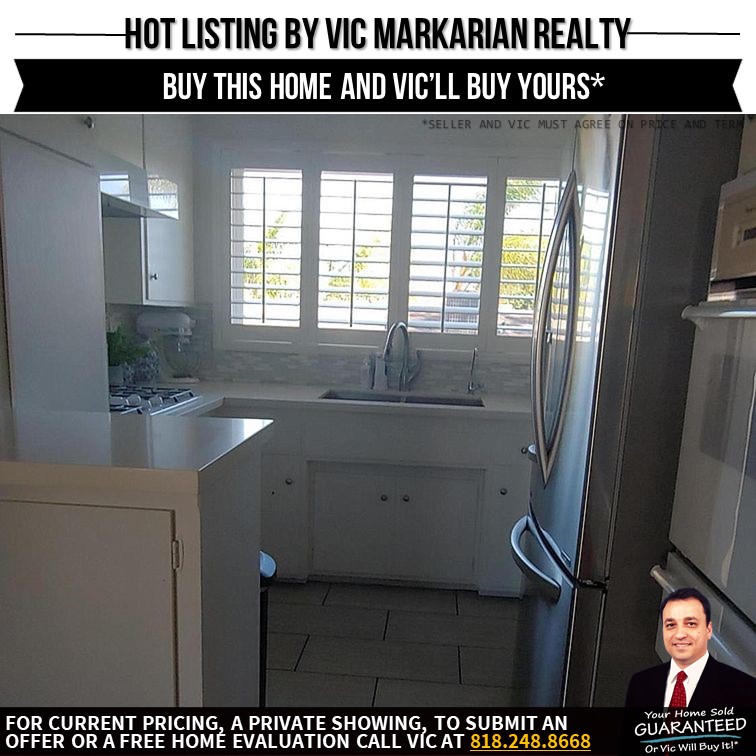 HOT LISTING BY VIC MARKARIAN REALTY
BUY THIS HOME AND VIC'LL BUY YOURS*
*SELLER AND VIC MUST AGREE ON PRICE AND TERM
Your Home Sold
GUARANTEED
Or Vic Will Buy It!
FOR CURRENT PRICING, A PRIVATE SHOWING, TO SUBMIT AN
OFFER OR A FREE HOME EVALUATION CALL VIC AT 818.248.8668